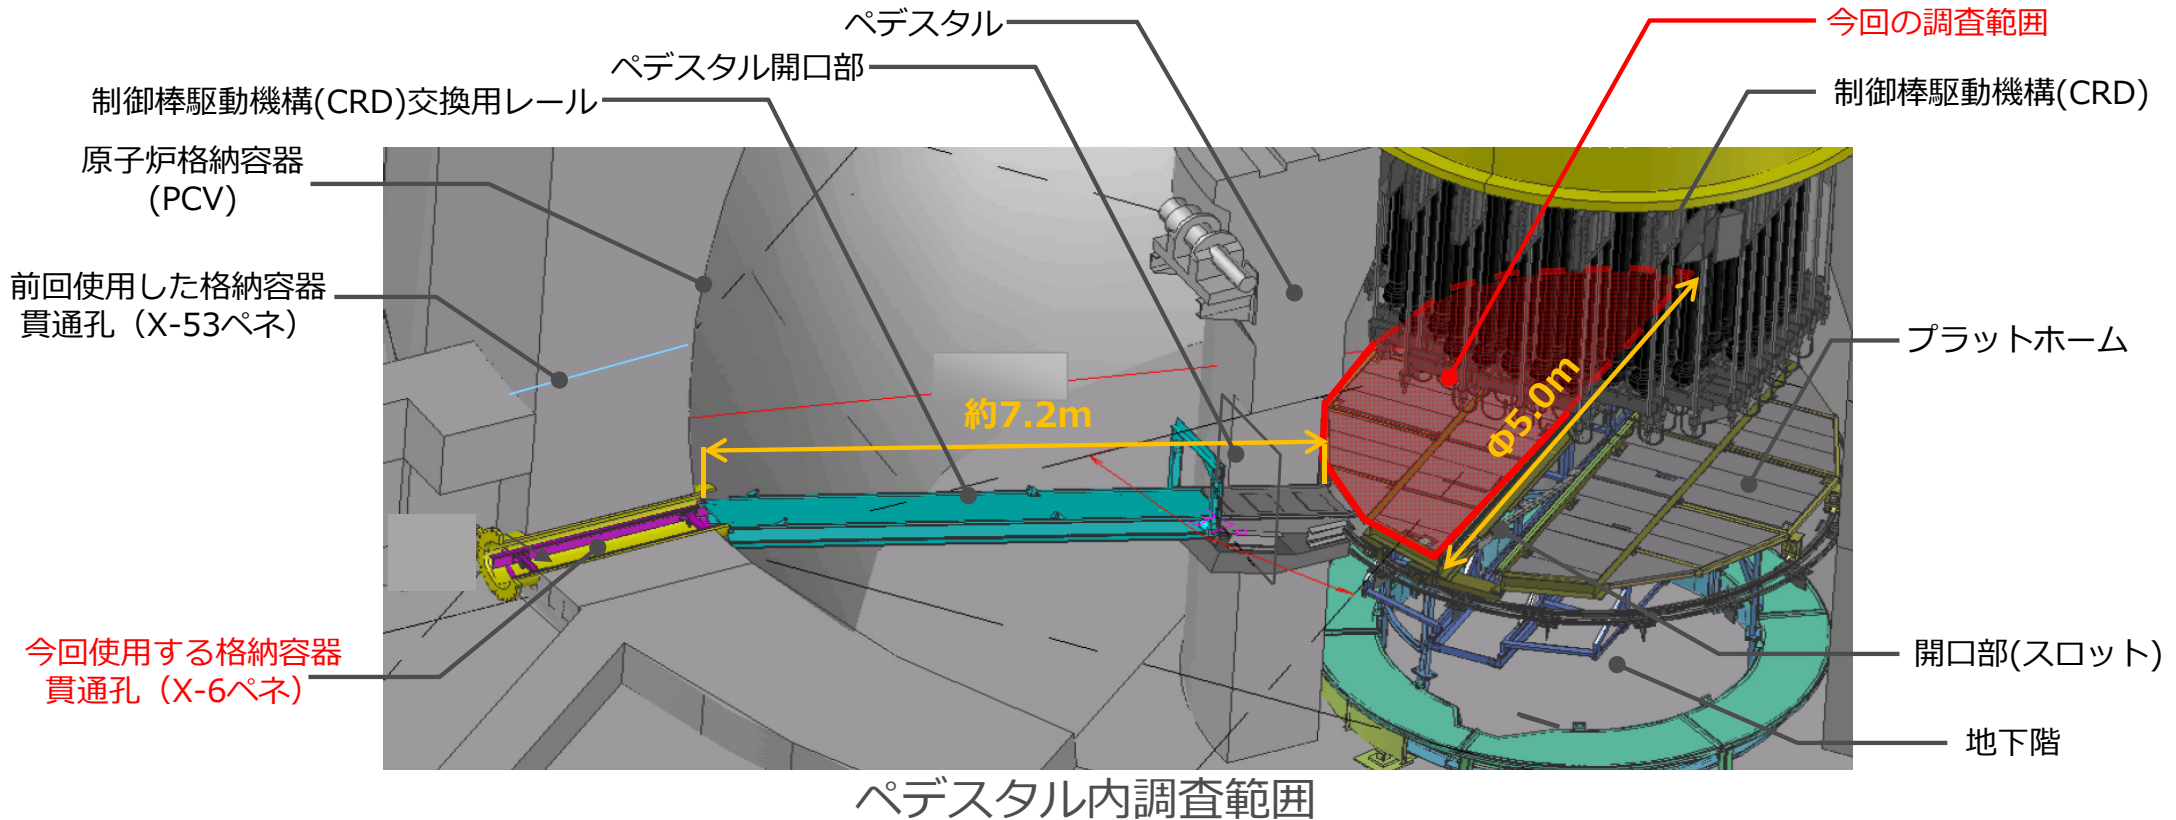 ペデスタル
今回の調査範囲
ペデスタル開口部
制御棒駆動機構(CRD)交換用レール
制御棒駆動機構(CRD)
原子炉格納容器
(PCV)
前回使用した格納容器
貫通孔（X-53ペネ）
プラットホーム
約7.2m
Φ5.0m
今回使用する格納容器
貫通孔（X-6ペネ）
開口部(スロット)
地下階
ペデスタル内調査範囲